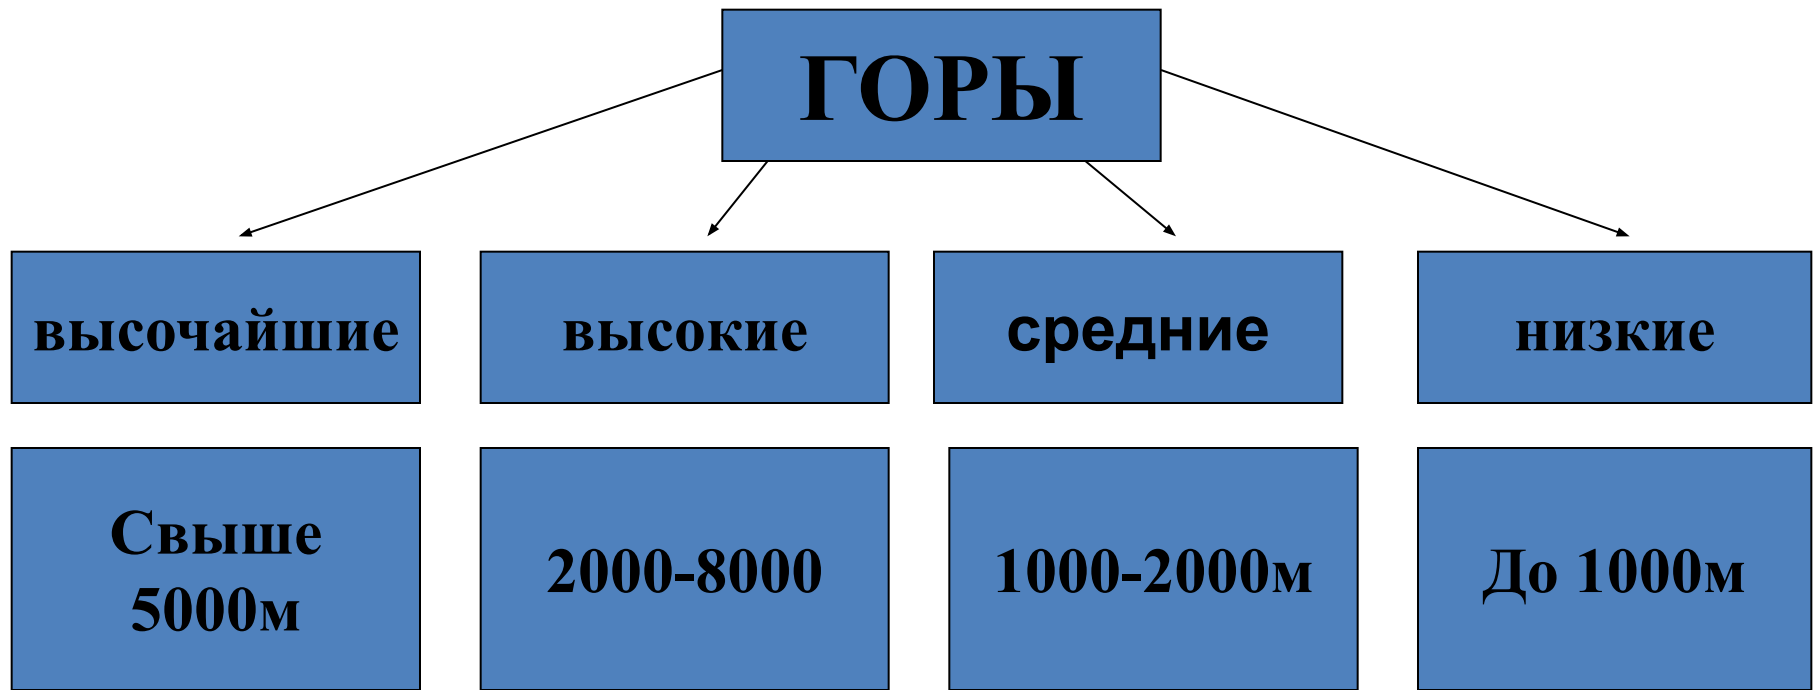 ГОРЫ
высочайшие
высокие
средние
низкие
Свыше
5000м
2000-8000
1000-2000м
До 1000м